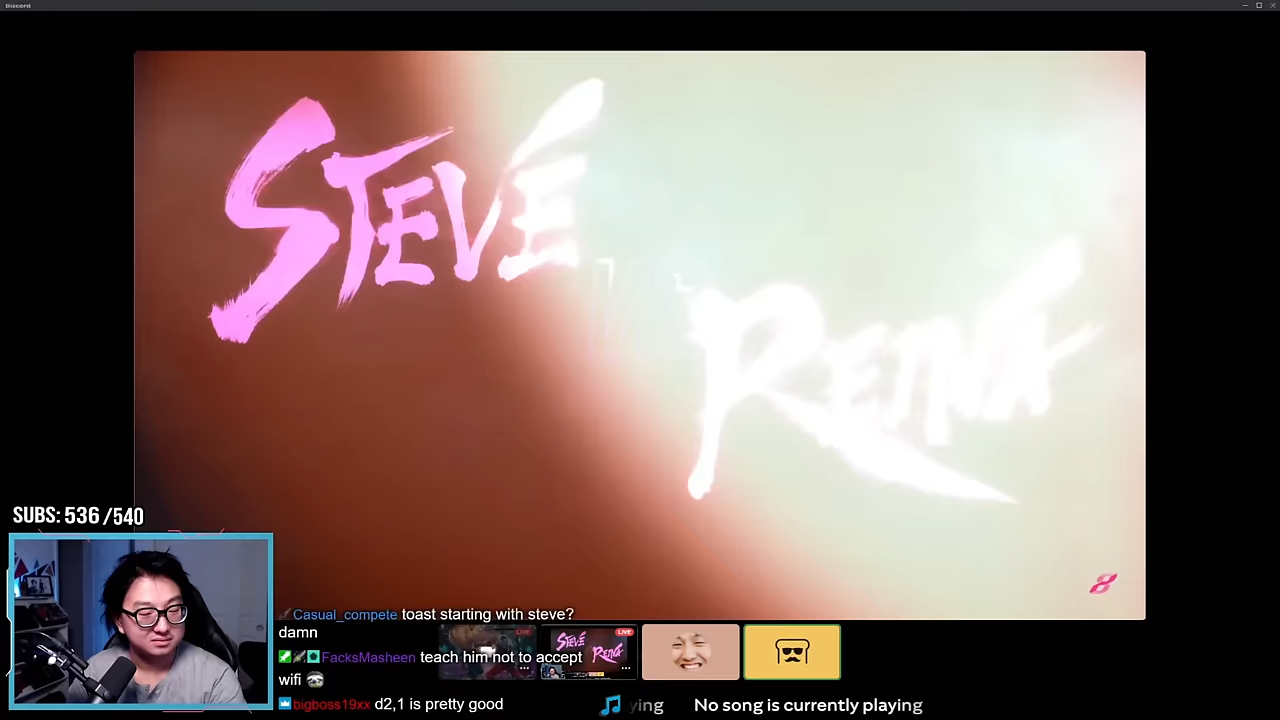 Discord
STEVE
REINA
8
SUBS: 536 /540
Casual_compete toast starting with steve?
damn
FacksMasheen teach him not to accept
wifi
bigboss19xx d2,1 is pretty good
LIVE
STEVE
REINA
LIVE
ying
No song is currently playing